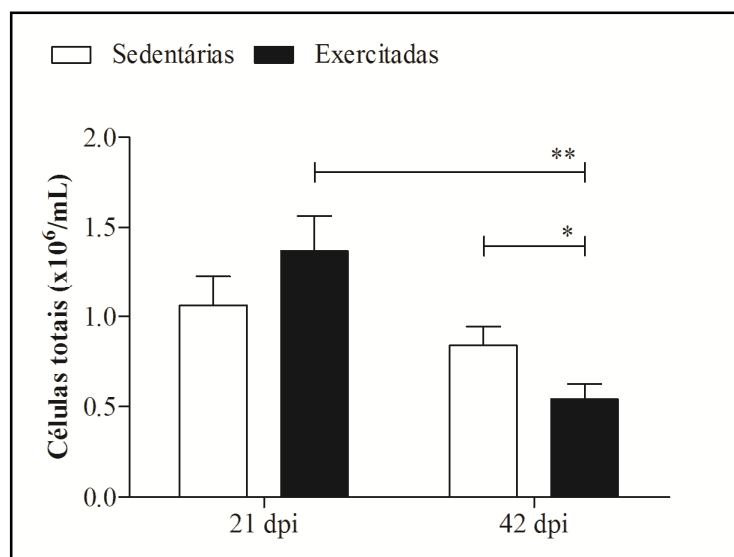 Sedentárias Exercitadas
Células totais (x10⁶/mL)
2.0
1.5
1.0
0.5
0.0
**
*
21 dpi 42 dpi